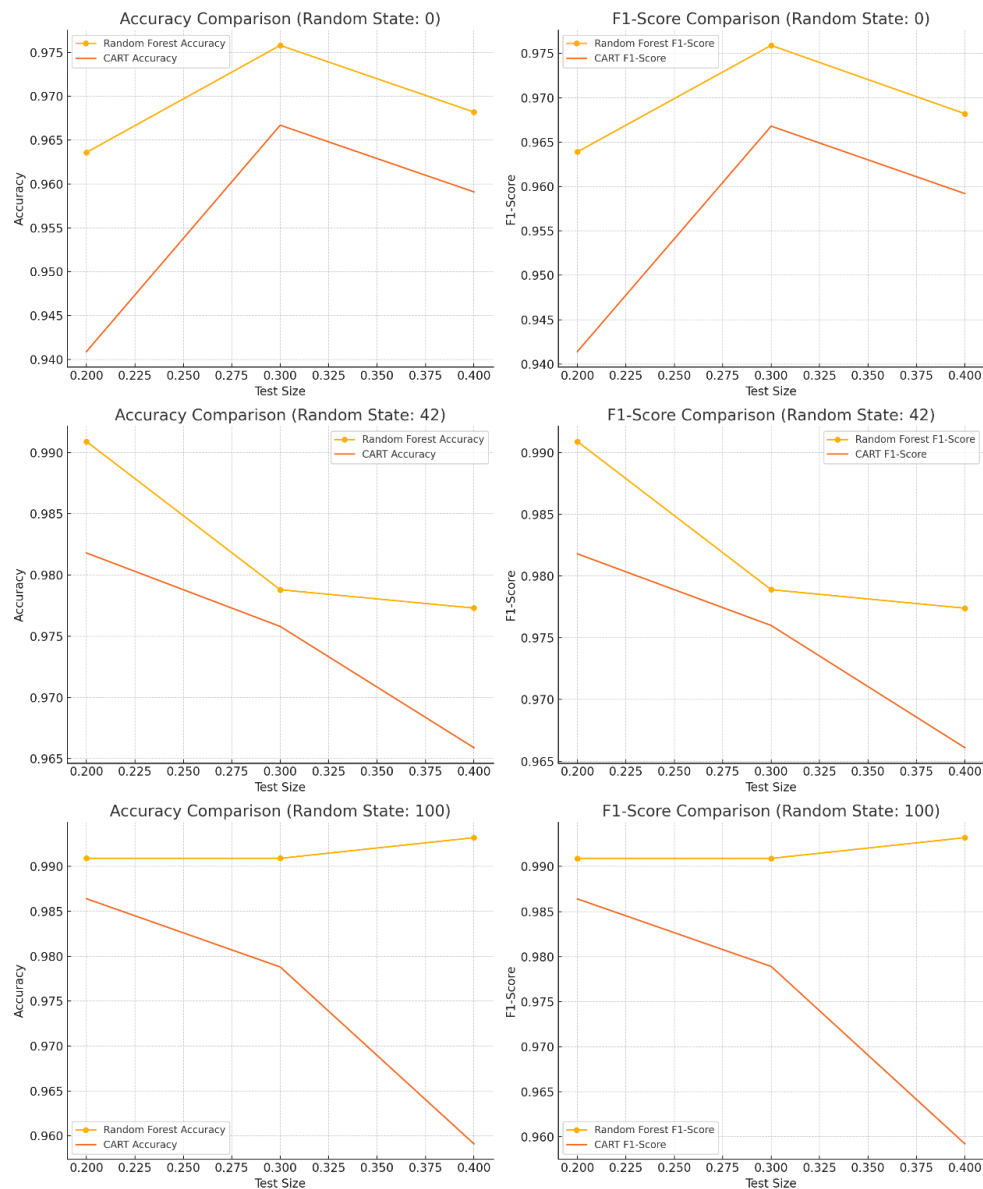 Accuracy Comparison (Random State: 0)
Random Forest Accuracy
CART Accuracy
0.975
0.970
0.965
0.960
0.955
0.950
0.945
0.940
Accuracy
0.200 0.225 0.250 0.275 0.300 0.325 0.350 0.375 0.400
Test Size
F1-Score Comparison (Random State: 0)
Random Forest F1-Score
CART F1-Score
0.975
0.970
0.965
0.960
0.955
0.950
0.945
0.940
F1-Score
0.200 0.225 0.250 0.275 0.300 0.325 0.350 0.375 0.400
Test Size
Accuracy Comparison (Random State: 42)
Random Forest Accuracy
CART Accuracy
0.990
0.985
0.980
0.975
0.970
0.965
Accuracy
0.200 0.225 0.250 0.275 0.300 0.325 0.350 0.375 0.400
Test Size
F1-Score Comparison (Random State: 42)
Random Forest F1-Score
CART F1-Score
0.990
0.985
0.980
0.975
0.970
0.965
F1-Score
0.200 0.225 0.250 0.275 0.300 0.325 0.350 0.375 0.400
Test Size
Accuracy Comparison (Random State: 100)
0.990
0.985
0.980
0.975
0.970
0.965
0.960
Accuracy
Random Forest Accuracy
CART Accuracy
0.200 0.225 0.250 0.275 0.300 0.325 0.350 0.375 0.400
Test Size
F1-Score Comparison (Random State: 100)
0.990
0.985
0.980
0.975
0.970
0.965
0.960
F1-Score
Random Forest F1-Score
CART F1-Score
0.200 0.225 0.250 0.275 0.300 0.325 0.350 0.375 0.400
Test Size